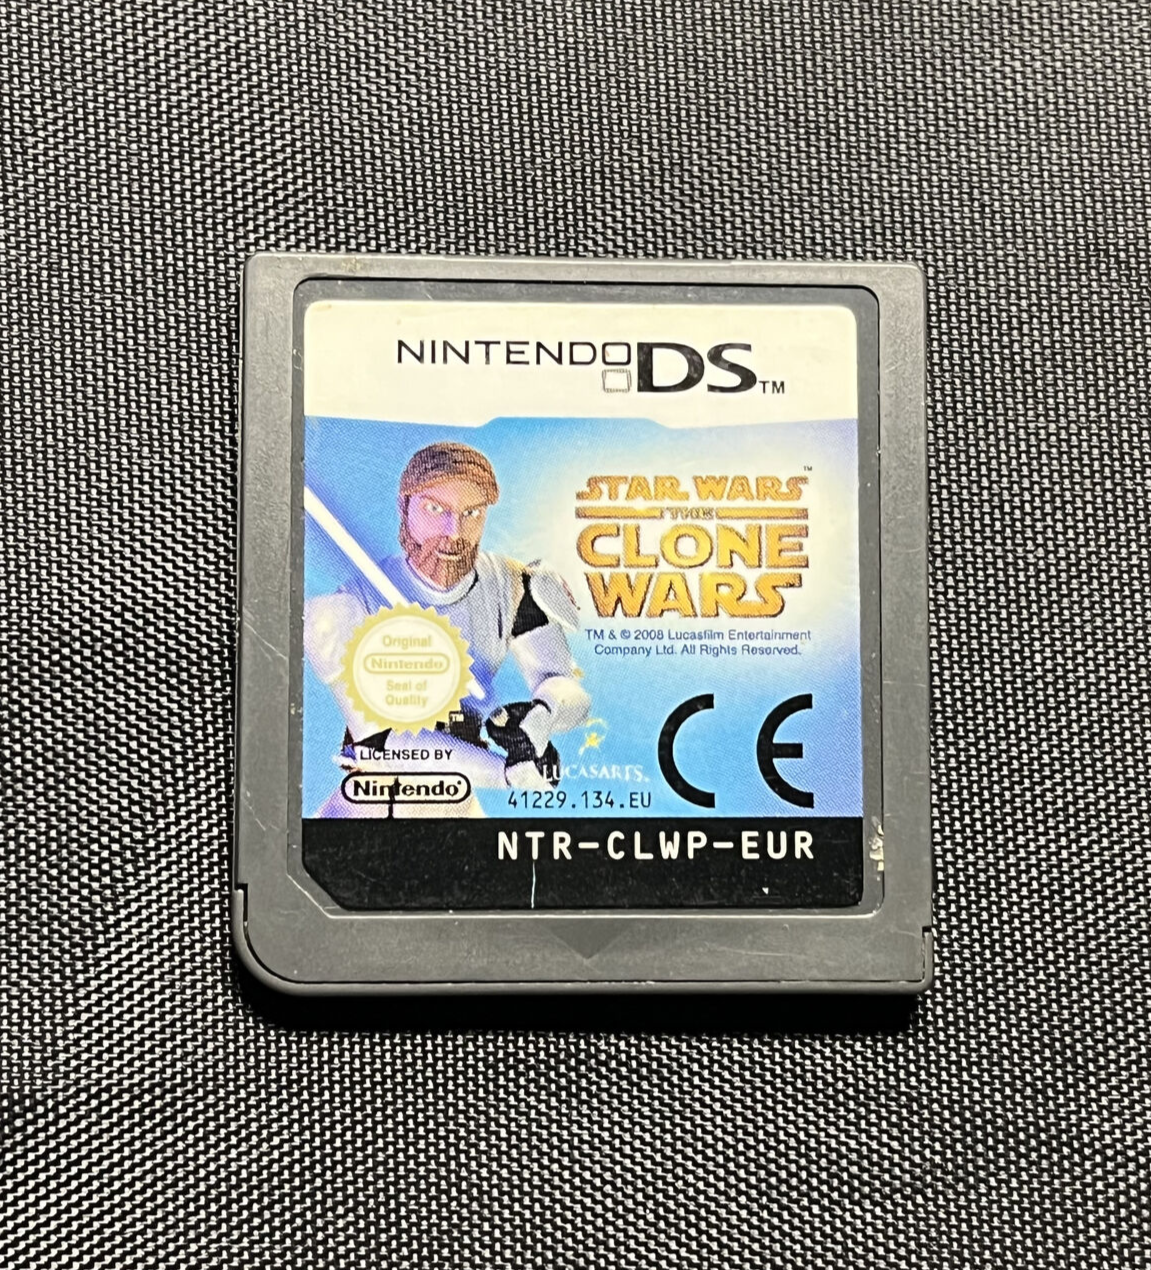 NINTENDO DS™
STAR WARS™
THE
CLONE
WARS
TM & © 2008 Lucasfilm Entertainment
Company Ltd. All Rights Reserved.
Original
Nintendo
Seal of
Quality
LICENSED BY
Nintendo®
LUCASARTS.
41229.134.EU
CE
NTR-CLWP-EUR